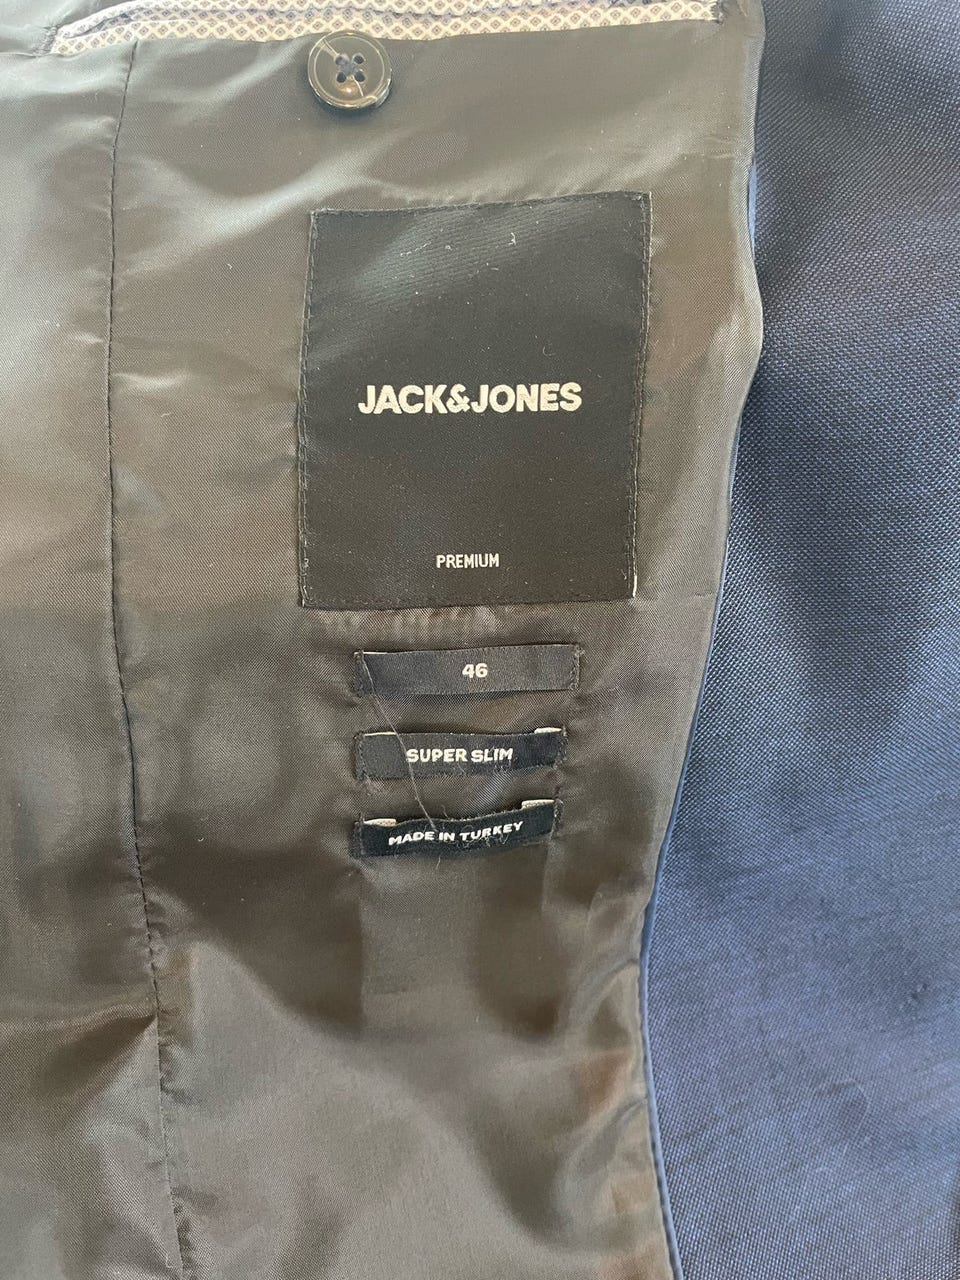 JACK&JONES
PREMIUM
46
SUPER SLIM
MADE IN TURKEY